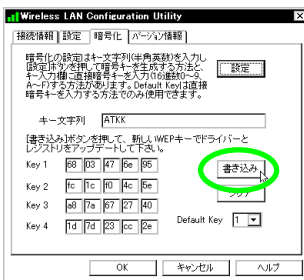 Wireless LAN Configuration Utility
接続情報 設定 暗号化 バージョン情報
暗号化の設定はキー文字列(半角英数)を入力し
[設定]ボタンを押して暗号キーを生成する方法と、
キー入力欄に直接暗号キーを入力(16進数0~9、
A~F)する方法があります。Default Keyは直接
暗号キーを入力する方法でのみ使用できます。
設定
キー文字列 ATKK
[書き込み]ボタンを押して、新しいWEPキーでドライバーと
レジストリをアップデートして下さい。
Key 1 68 03 47 6e 95
書き込み
Key 2 fc 1c f0 4c 5e
クリア
Key 3 a8 7a 67 27 40
Key 4 1d 7d 23 cc 2e
Default Key 1
OK キャンセル ヘルプ